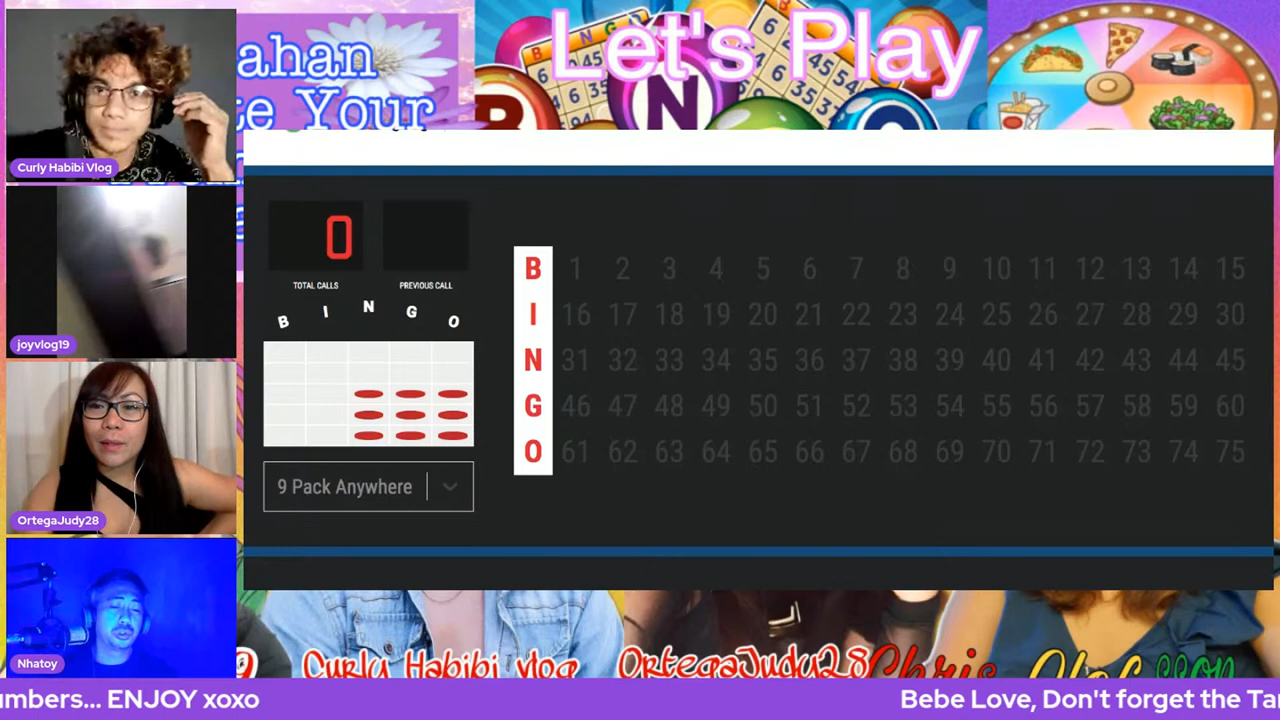 ahan
te Your
Let's Play
N
Curly Habibi Vlog
joyvlog19
OrtegaJudy28
Nhatoy
0
TOTAL CALLS
PREVIOUS CALL
B I N G O
9 Pack Anywhere
B 1 2 3 4 5 6 7 8 9 10 11 12 13 14 15
I 16 17 18 19 20 21 22 23 24 25 26 27 28 29 30
N 31 32 33 34 35 36 37 38 39 40 41 42 43 44 45
G 46 47 48 49 50 51 52 53 54 55 56 57 58 59 60
O 61 62 63 64 65 66 67 68 69 70 71 72 73 74 75
Curly Habibi vlog
OrtegaJudy28
Chris
umbers... ENJOY xoxo
Bebe Love, Don't forget the Ta